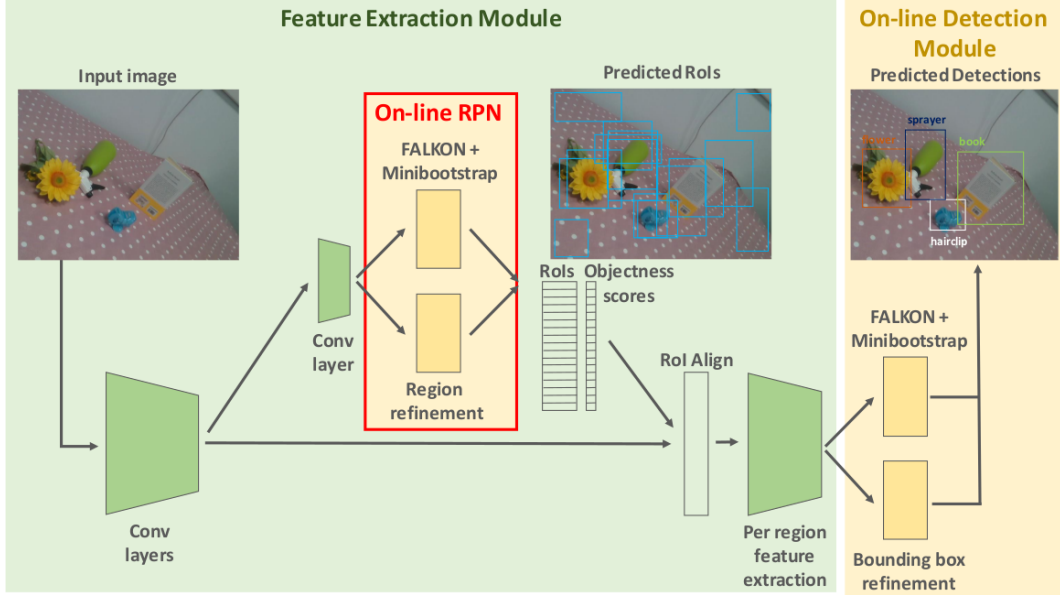 Feature Extraction Module
On-line Detection
Module
Input image
Predicted RoIs
Predicted Detections
On-line RPN
FALKON +
Minibootstrap
sprayer
book
hairclip
RoIs
Objectness
scores
Conv
layer
Region
refinement
RoI Align
FALKON +
Minibootstrap
Conv
layers
Per region
feature
extraction
Bounding box
refinement